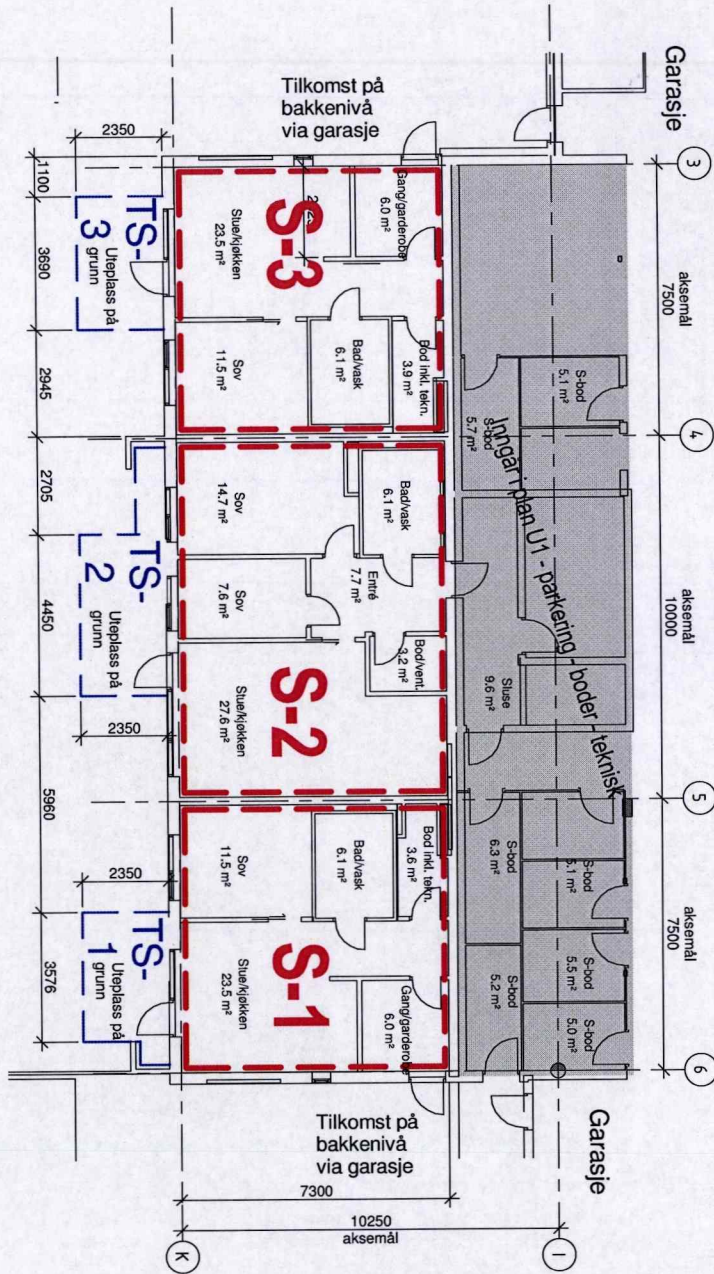 Garasje
3
aksemål
7500
4
aksemål
10000
5
aksemål
7500
6
Garasje
Tilkomst på
bakkenivå
via garasje
S-bod
5.1 m²
S-bod
5.7 m²
Inngår i plan U1 - parkering - boder - teknisk
Sluse
9.6 m²
S-bod
6.3 m²
S-bod
5.1 m²
S-bod
5.5 m²
S-bod
5.2 m²
S-bod
5.0 m²
Gang/garderobe
6.0 m²
Bod inkl. tekn.
3.9 m²
Bad/vask
6.1 m²
S-3
Stue/kjøkken
23.5 m²
Sov
11.5 m²
Bad/vask
6.1 m²
Entré
7.7 m²
Bod/vent.
3.2 m²
Sov
14.7 m²
Sov
7.6 m²
S-2
Stue/kjøkken
27.6 m²
Bod inkl. tekn.
3.6 m²
Bad/vask
6.1 m²
Gang/garderobe
6.0 m²
S-1
Sov
11.5 m²
Stue/kjøkken
23.5 m²
Tilkomst på
bakkenivå
via garasje
TS-
3
Uteplass på
grunn
TS-
2
Uteplass på
grunn
TS-
1
Uteplass på
grunn
2350
2350
2350
1100
3690
2945
2705
4450
5960
3576
7300
10250
aksemål
K
I